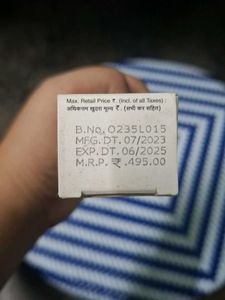 Max. Retail Price ₹. (Incl. of all Taxes) :
अधिकतम खुदरा मूल्य ₹. (सभी कर सहित)
B.No. O235L015
MFG.DT. 07/2023
EXP.DT. 06/2025
M.R.P. ₹ .495.00